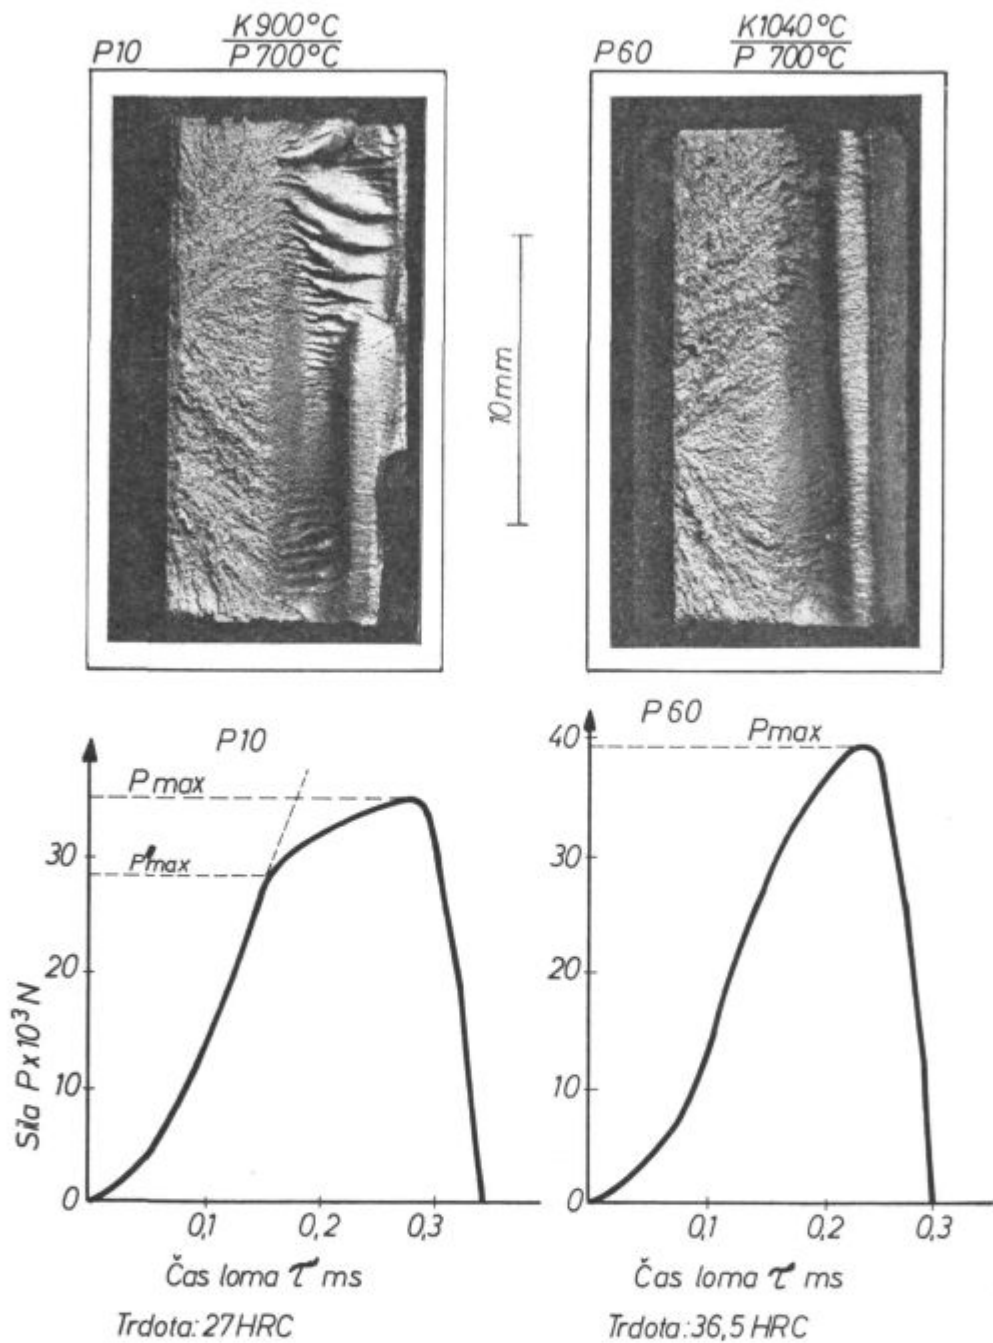 P10 K900°C
P700°C
P60 K1040°C
P 700°C
10mm
P10
Pmax
P'max
30
20
10
0
Sila P x 10³ N
0,1 0,2 0,3
Čas loma τ ms
Trdota: 27 HRC
P60
Pmax
40
30
20
10
0
0,1 0,2 0,3
Čas loma τ ms
Trdota: 36,5 HRC